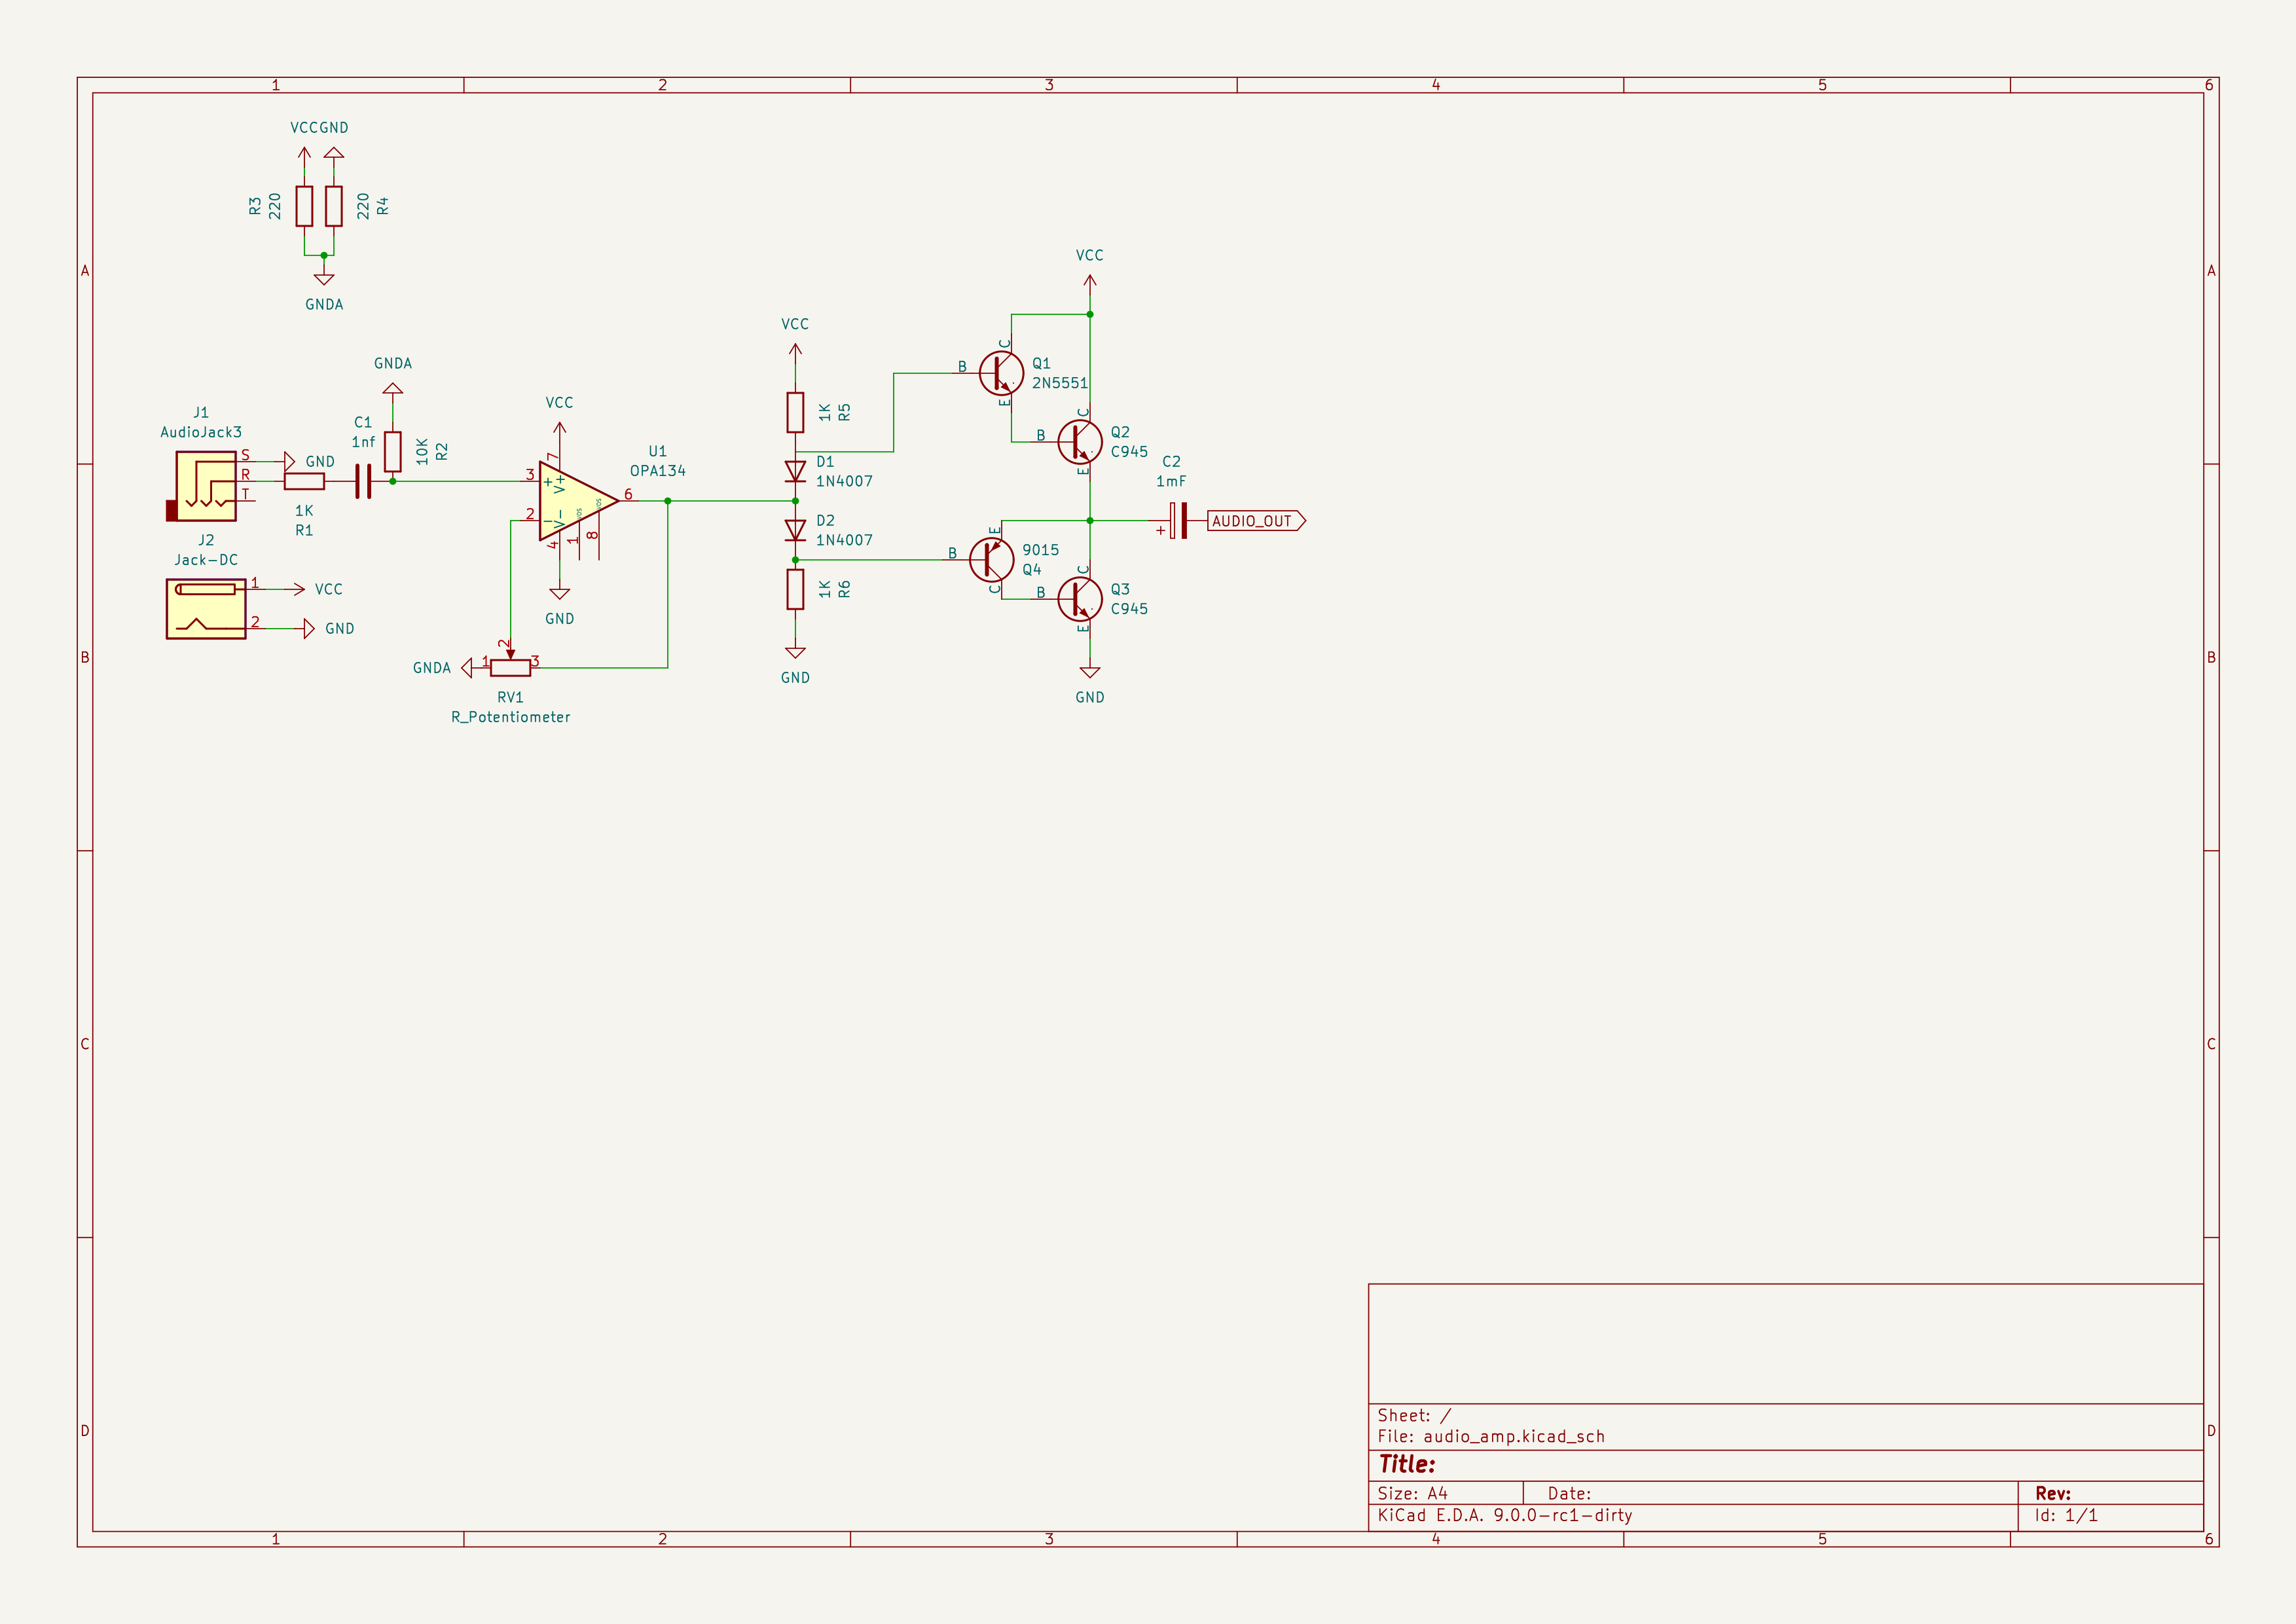 1 2 3 4 5 6
VCC GND
R3 220 220 R4
GNDA
A A
VCC
VCC
GNDA
C
B Q1
2N5551
E
VCC
J1
AudioJack3
C1
1nf
10K R2
1K R5
C
B Q2
C945
E
U1
OPA134
S GND
R
T
1K
R1
3 + V+ 7
2 - V- 4
NOS 1
NOS 8
6
D1
1N4007
D2
1N4007
C2
1mF
+ AUDIO_OUT
J2
Jack-DC
1 VCC
2 GND
GND
E
B 9015
Q4
C
1K R6
C
B Q3
C945
E
B B
GNDA 1 2 3
RV1
R_Potentiometer
GND
GND
C C
D D
Sheet: /
File: audio_amp.kicad_sch
Title:
Size: A4 Date: Rev:
KiCad E.D.A. 9.0.0-rc1-dirty Id: 1/1
1 2 3 4 5 6